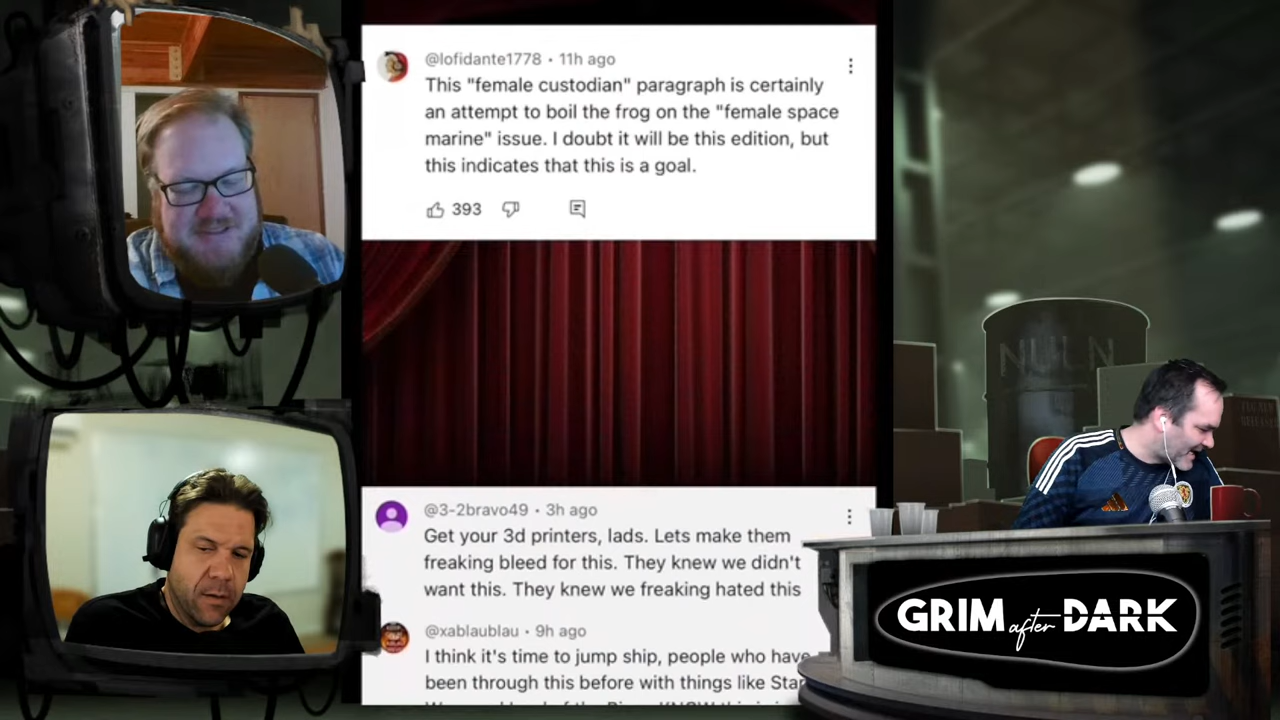 @lofidante1778 • 11h ago
This "female custodian" paragraph is certainly
an attempt to boil the frog on the "female space
marine" issue. I doubt it will be this edition, but
this indicates that this is a goal.
393
@3-2bravo49 • 3h ago
Get your 3d printers, lads. Lets make them
freaking bleed for this. They knew we didn't
want this. They knew we freaking hated this
@xablaublau • 9h ago
I think it's time to jump ship, people who have
been through this before with things like Star
NULN
GRIM after DARK